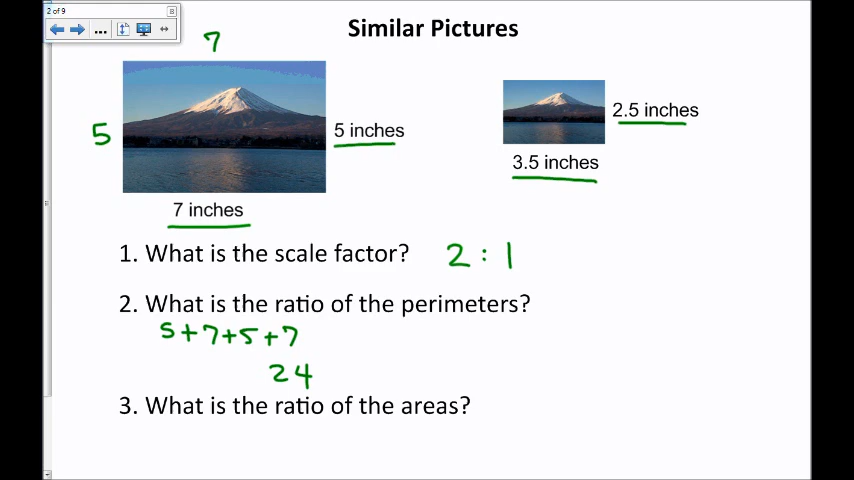 2 of 9
Similar Pictures
7
5
5 inches
2.5 inches
3.5 inches
7 inches
1. What is the scale factor? 2 : 1
2. What is the ratio of the perimeters?
5+7+5+7
24
3. What is the ratio of the areas?